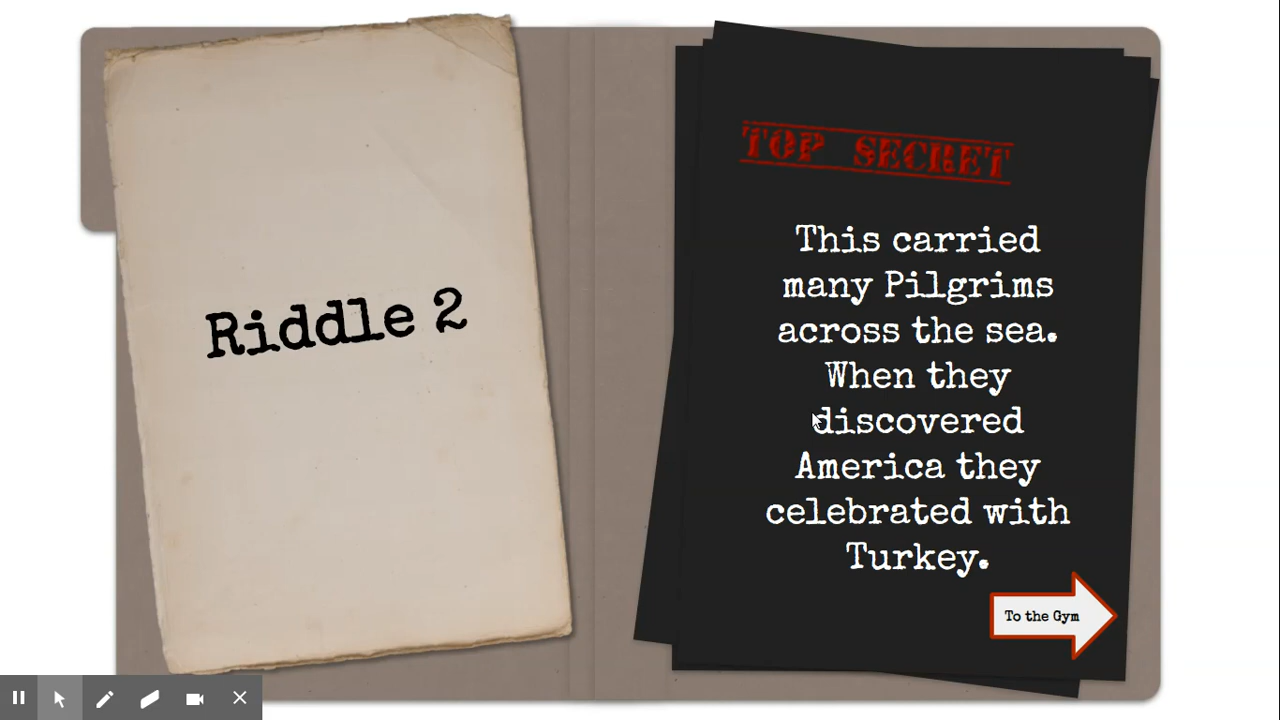 Riddle 2
TOP SECRET
This carried
many Pilgrims
across the sea.
When they
discovered
America they
celebrated with
Turkey.
To the Gym